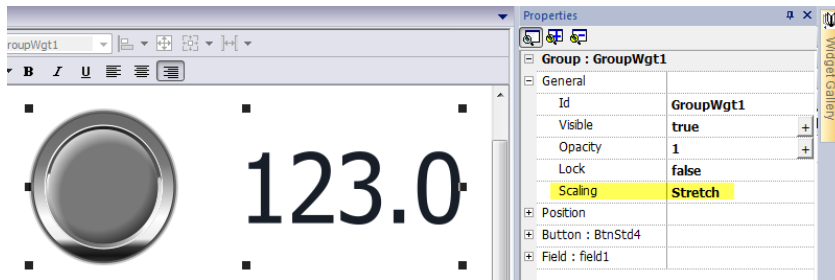 Properties
roupWgt1
B I U
Group : GroupWgt1
General
Id GroupWgt1
Visible true +
Opacity 1 +
Lock false
Scaling Stretch
Position
Button : BtnStd4
Field : field1
123.0
Widget Gallery